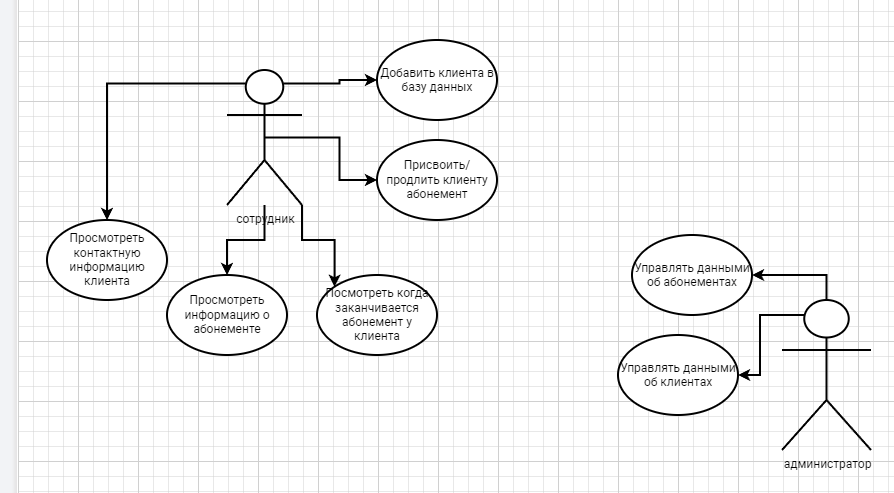 Добавить клиента в
базу данных
Присвоить/
продлить клиенту
абонемент
сотрудник
Просмотреть
контактную
информацию
клиента
Просмотреть
информацию о
абонементе
Посмотреть когда
заканчивается
абонемент у
клиента
Управлять данными
об абонементах
Управлять данными
об клиентах
администратор